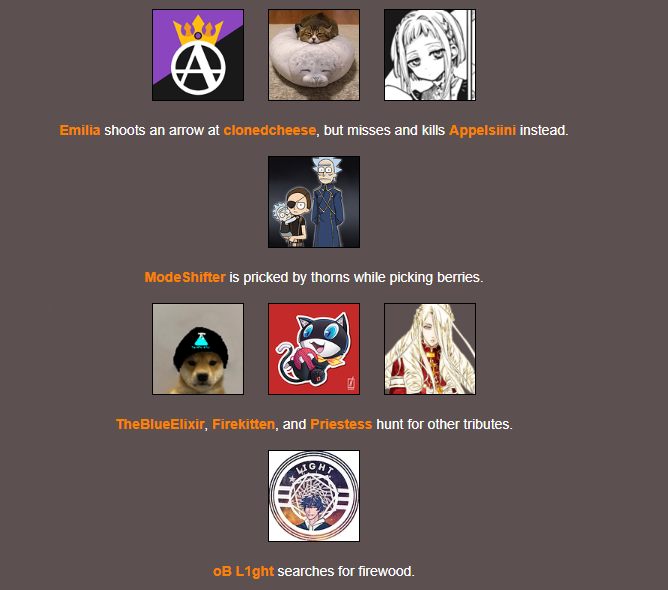 Emilia shoots an arrow at clonedcheese, but misses and kills Appelsiini instead.
ModeShifter is pricked by thorns while picking berries.
TheBlueElixir, Firekitten, and Priestess hunt for other tributes.
LIGHT
oB L1ght searches for firewood.